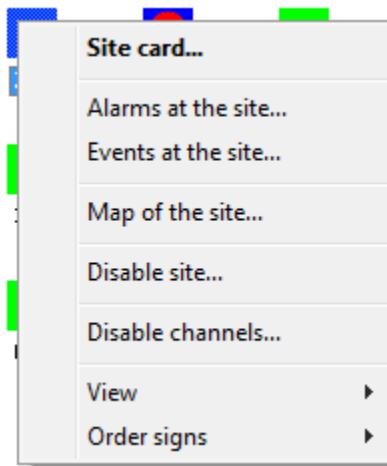 Site card...
Alarms at the site...
Events at the site...
Map of the site...
Disable site...
Disable channels...
View
Order signs